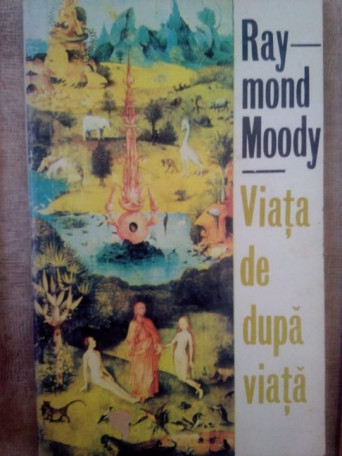 Ray—
mond
Moody
Viața
de
după
viață